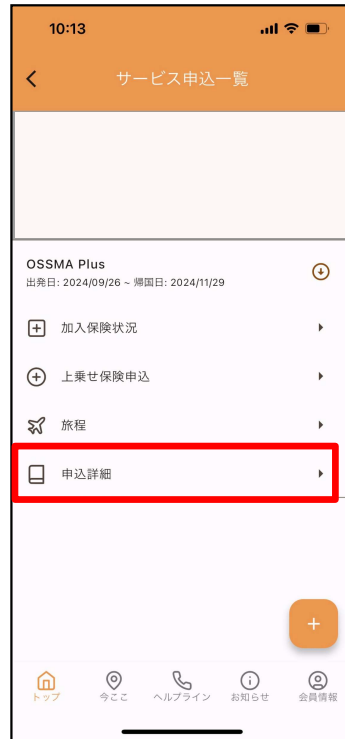 10:13
サービス申込一覧
OSSMA Plus
出発日: 2024/09/26 ~ 帰国日: 2024/11/29
加入保険状況
上乗せ保険申込
旅程
申込詳細
+
トップ 今ここ ヘルプライン お知らせ 会員情報